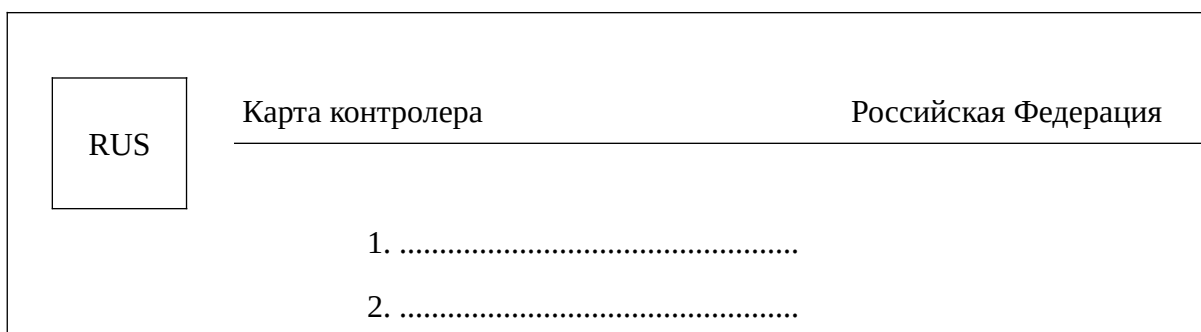 Карта контролера Российская Федерация
RUS
1. ..................................................
2. ..................................................